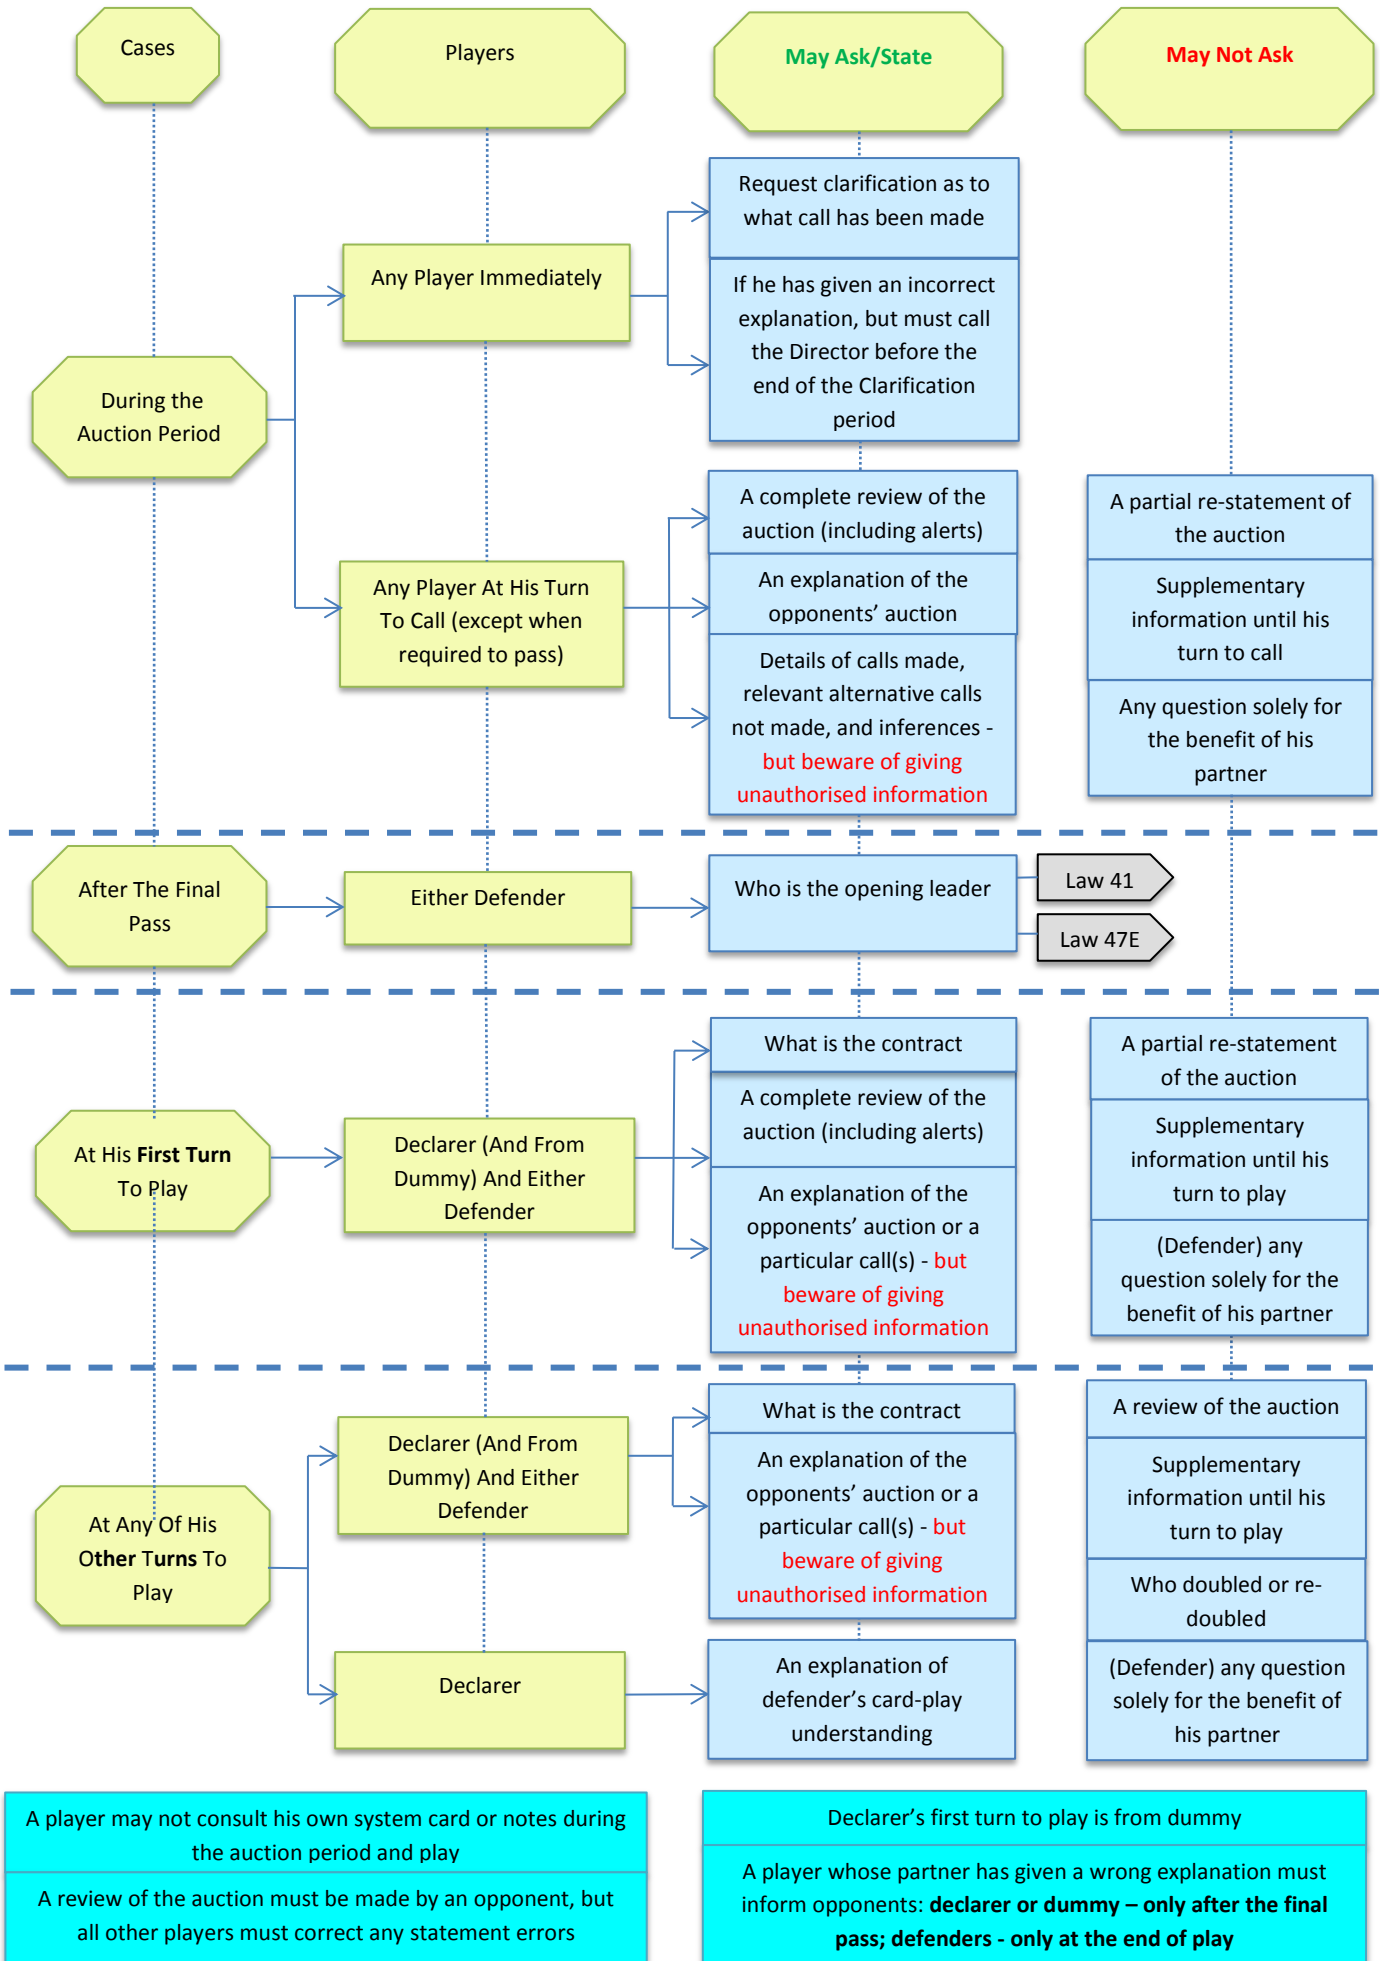 Cases
Players
May Ask/State
May Not Ask
Request clarification as to
what call has been made
Any Player Immediately
If he has given an incorrect
explanation, but must call
the Director before the
end of the Clarification
period
During the
Auction Period
A complete review of the
auction (including alerts)
A partial re-statement of
the auction
Any Player At His Turn
To Call (except when
required to pass)
An explanation of the
opponents’ auction
Supplementary
information until his
turn to call
Details of calls made,
relevant alternative calls
not made, and inferences -
but beware of giving
unauthorised information
Any question solely for
the benefit of his
partner
After The Final
Pass
Either Defender
Who is the opening leader
Law 41
Law 47E
What is the contract
A partial re-statement
of the auction
At His First Turn
To Play
Declarer (And From
Dummy) And Either
Defender
A complete review of the
auction (including alerts)
Supplementary
information until his
turn to play
An explanation of the
opponents’ auction or a
particular call(s) - but
beware of giving
unauthorised information
(Defender) any
question solely for the
benefit of his partner
At Any Of His
Other Turns To
Play
Declarer (And From
Dummy) And Either
Defender
What is the contract
A review of the auction
An explanation of the
opponents’ auction or a
particular call(s) - but
beware of giving
unauthorised information
Supplementary
information until his
turn to play
Who doubled or re-
doubled
Declarer
An explanation of
defender’s card-play
understanding
(Defender) any question
solely for the benefit of
his partner
A player may not consult his own system card or notes during
the auction period and play
A review of the auction must be made by an opponent, but
all other players must correct any statement errors
Declarer’s first turn to play is from dummy
A player whose partner has given a wrong explanation must
inform opponents: declarer or dummy – only after the final
pass; defenders - only at the end of play